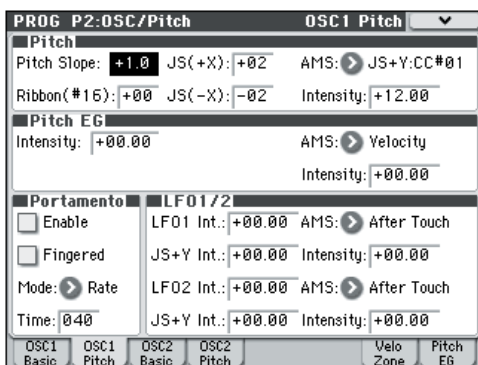 PROG P2:OSC/Pitch OSC1 Pitch
Pitch
Pitch Slope: +1.0 JS(+X): +02 AMS: JS+Y:CC#01
Ribbon(#16): +00 JS(-X): -02 Intensity: +12.00
Pitch EG
Intensity: +00.00 AMS: Velocity
Intensity: +00.00
Portamento LFO1/2
Enable LFO1 Int.: +00.00 AMS: After Touch
Fingered JS+Y Int.: +00.00 Intensity: +00.00
Mode: Rate LFO2 Int.: +00.00 AMS: After Touch
Time: 040 JS+Y Int.: +00.00 Intensity: +00.00
OSC1 Basic OSC1 Pitch OSC2 Basic OSC2 Pitch Velo Zone Pitch EG